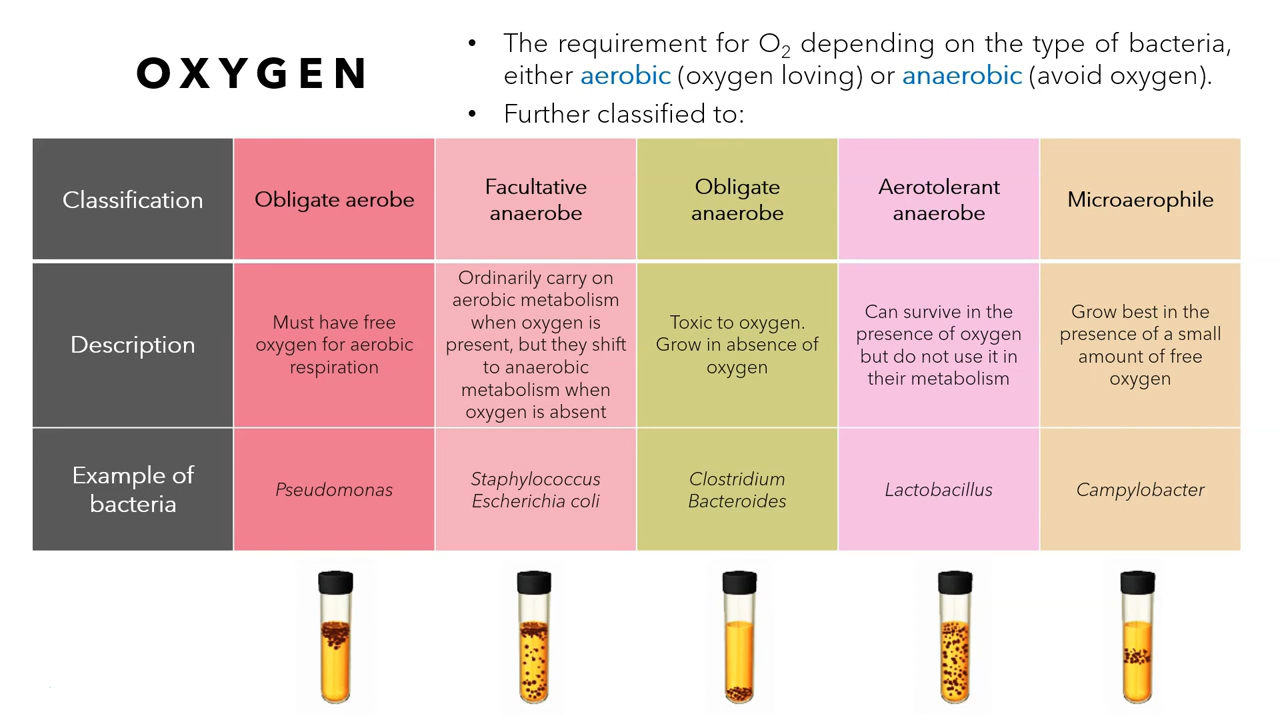 OXYGEN
• The requirement for O₂ depending on the type of bacteria,
either aerobic (oxygen loving) or anaerobic (avoid oxygen).
• Further classified to:
Classification
Obligate aerobe
Facultative
anaerobe
Obligate
anaerobe
Aerotolerant
anaerobe
Microaerophile
Description
Must have free
oxygen for aerobic
respiration
Ordinarily carry on
aerobic metabolism
when oxygen is
present, but they shift
to anaerobic
metabolism when
oxygen is absent
Toxic to oxygen.
Grow in absence of
oxygen
Can survive in the
presence of oxygen
but do not use it in
their metabolism
Grow best in the
presence of a small
amount of free
oxygen
Example of
bacteria
Pseudomonas
Staphylococcus
Escherichia coli
Clostridium
Bacteroides
Lactobacillus
Campylobacter